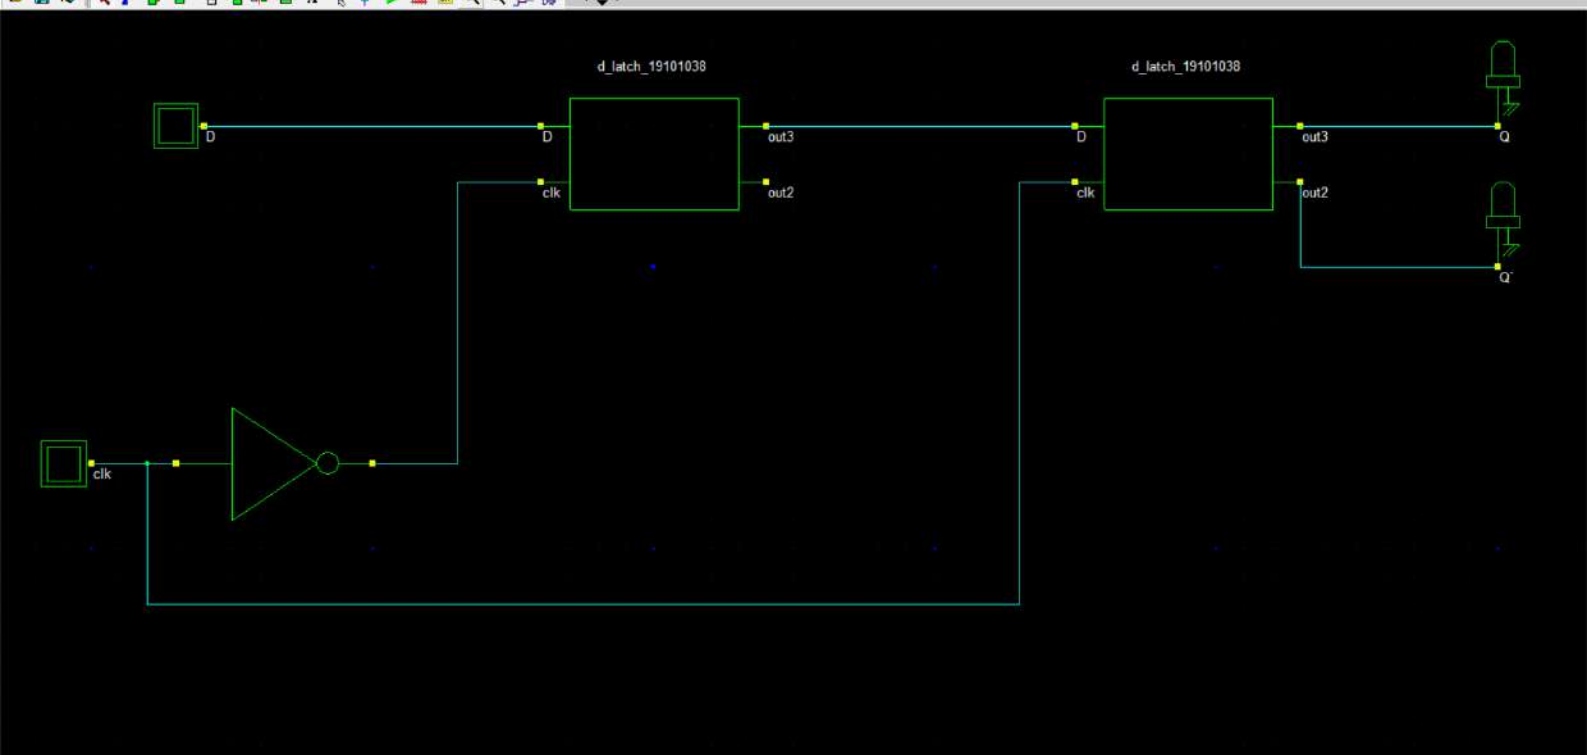 d_latch_19101038
d_latch_19101038
D
D
out3
D
out3
Q
clk
out2
clk
out2
Q'
clk